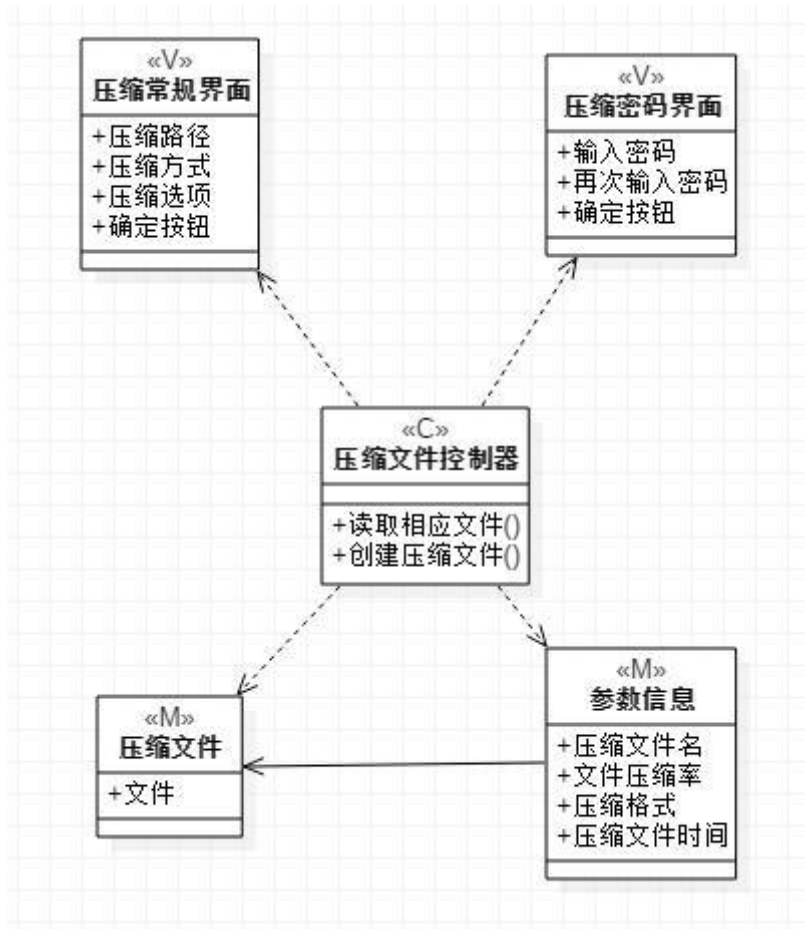 «V»
压缩常规界面
+压缩路径
+压缩方式
+压缩选项
+确定按钮
«V»
压缩密码界面
+输入密码
+再次输入密码
+确定按钮
«C»
压缩文件控制器
+读取相应文件()
+创建压缩文件()
«M»
压缩文件
+文件
«M»
参数信息
+压缩文件名
+文件压缩率
+压缩格式
+压缩文件时间